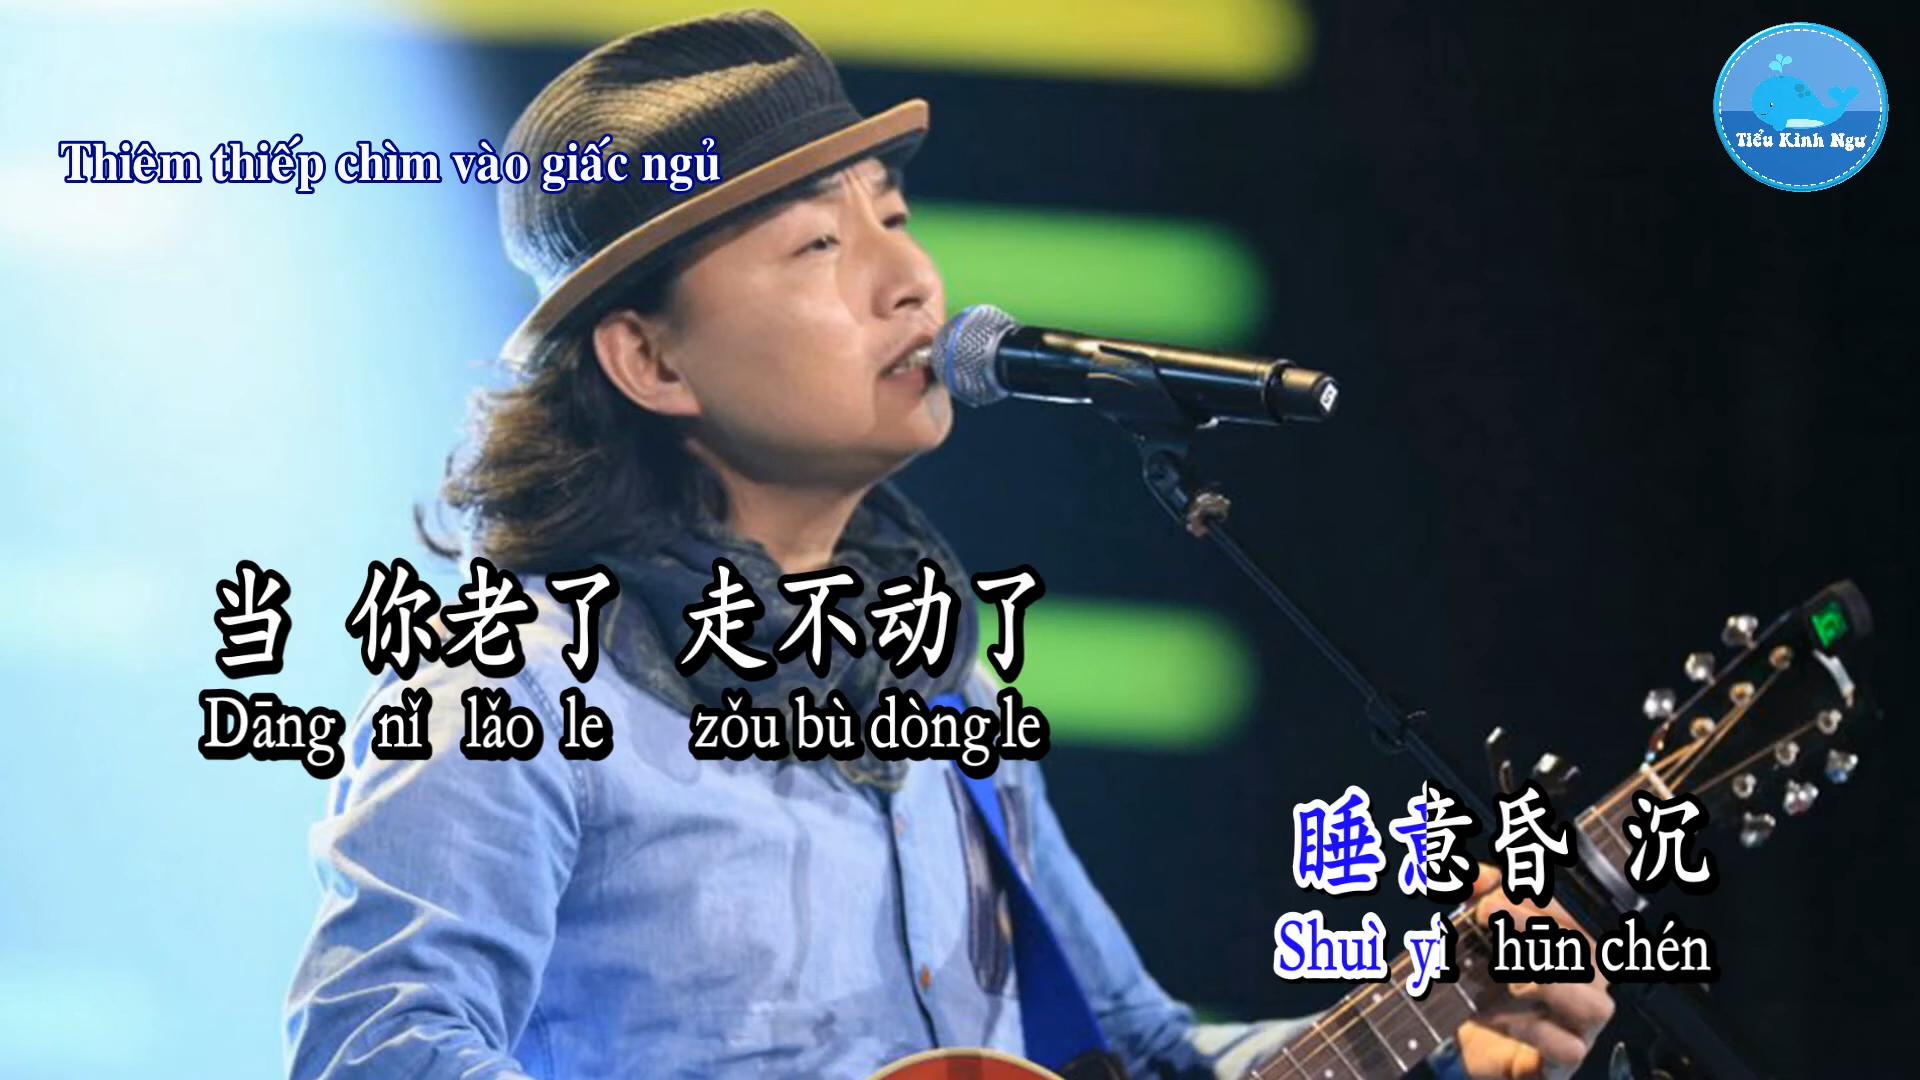 Thiêm thiếp chìm vào giấc ngủ
Tiểu Kình Ngư
当 你老了 走不动了
Dāng nǐ lǎo le zǒu bù dòng le
睡意昏 沉
Shuì yì hūn chén